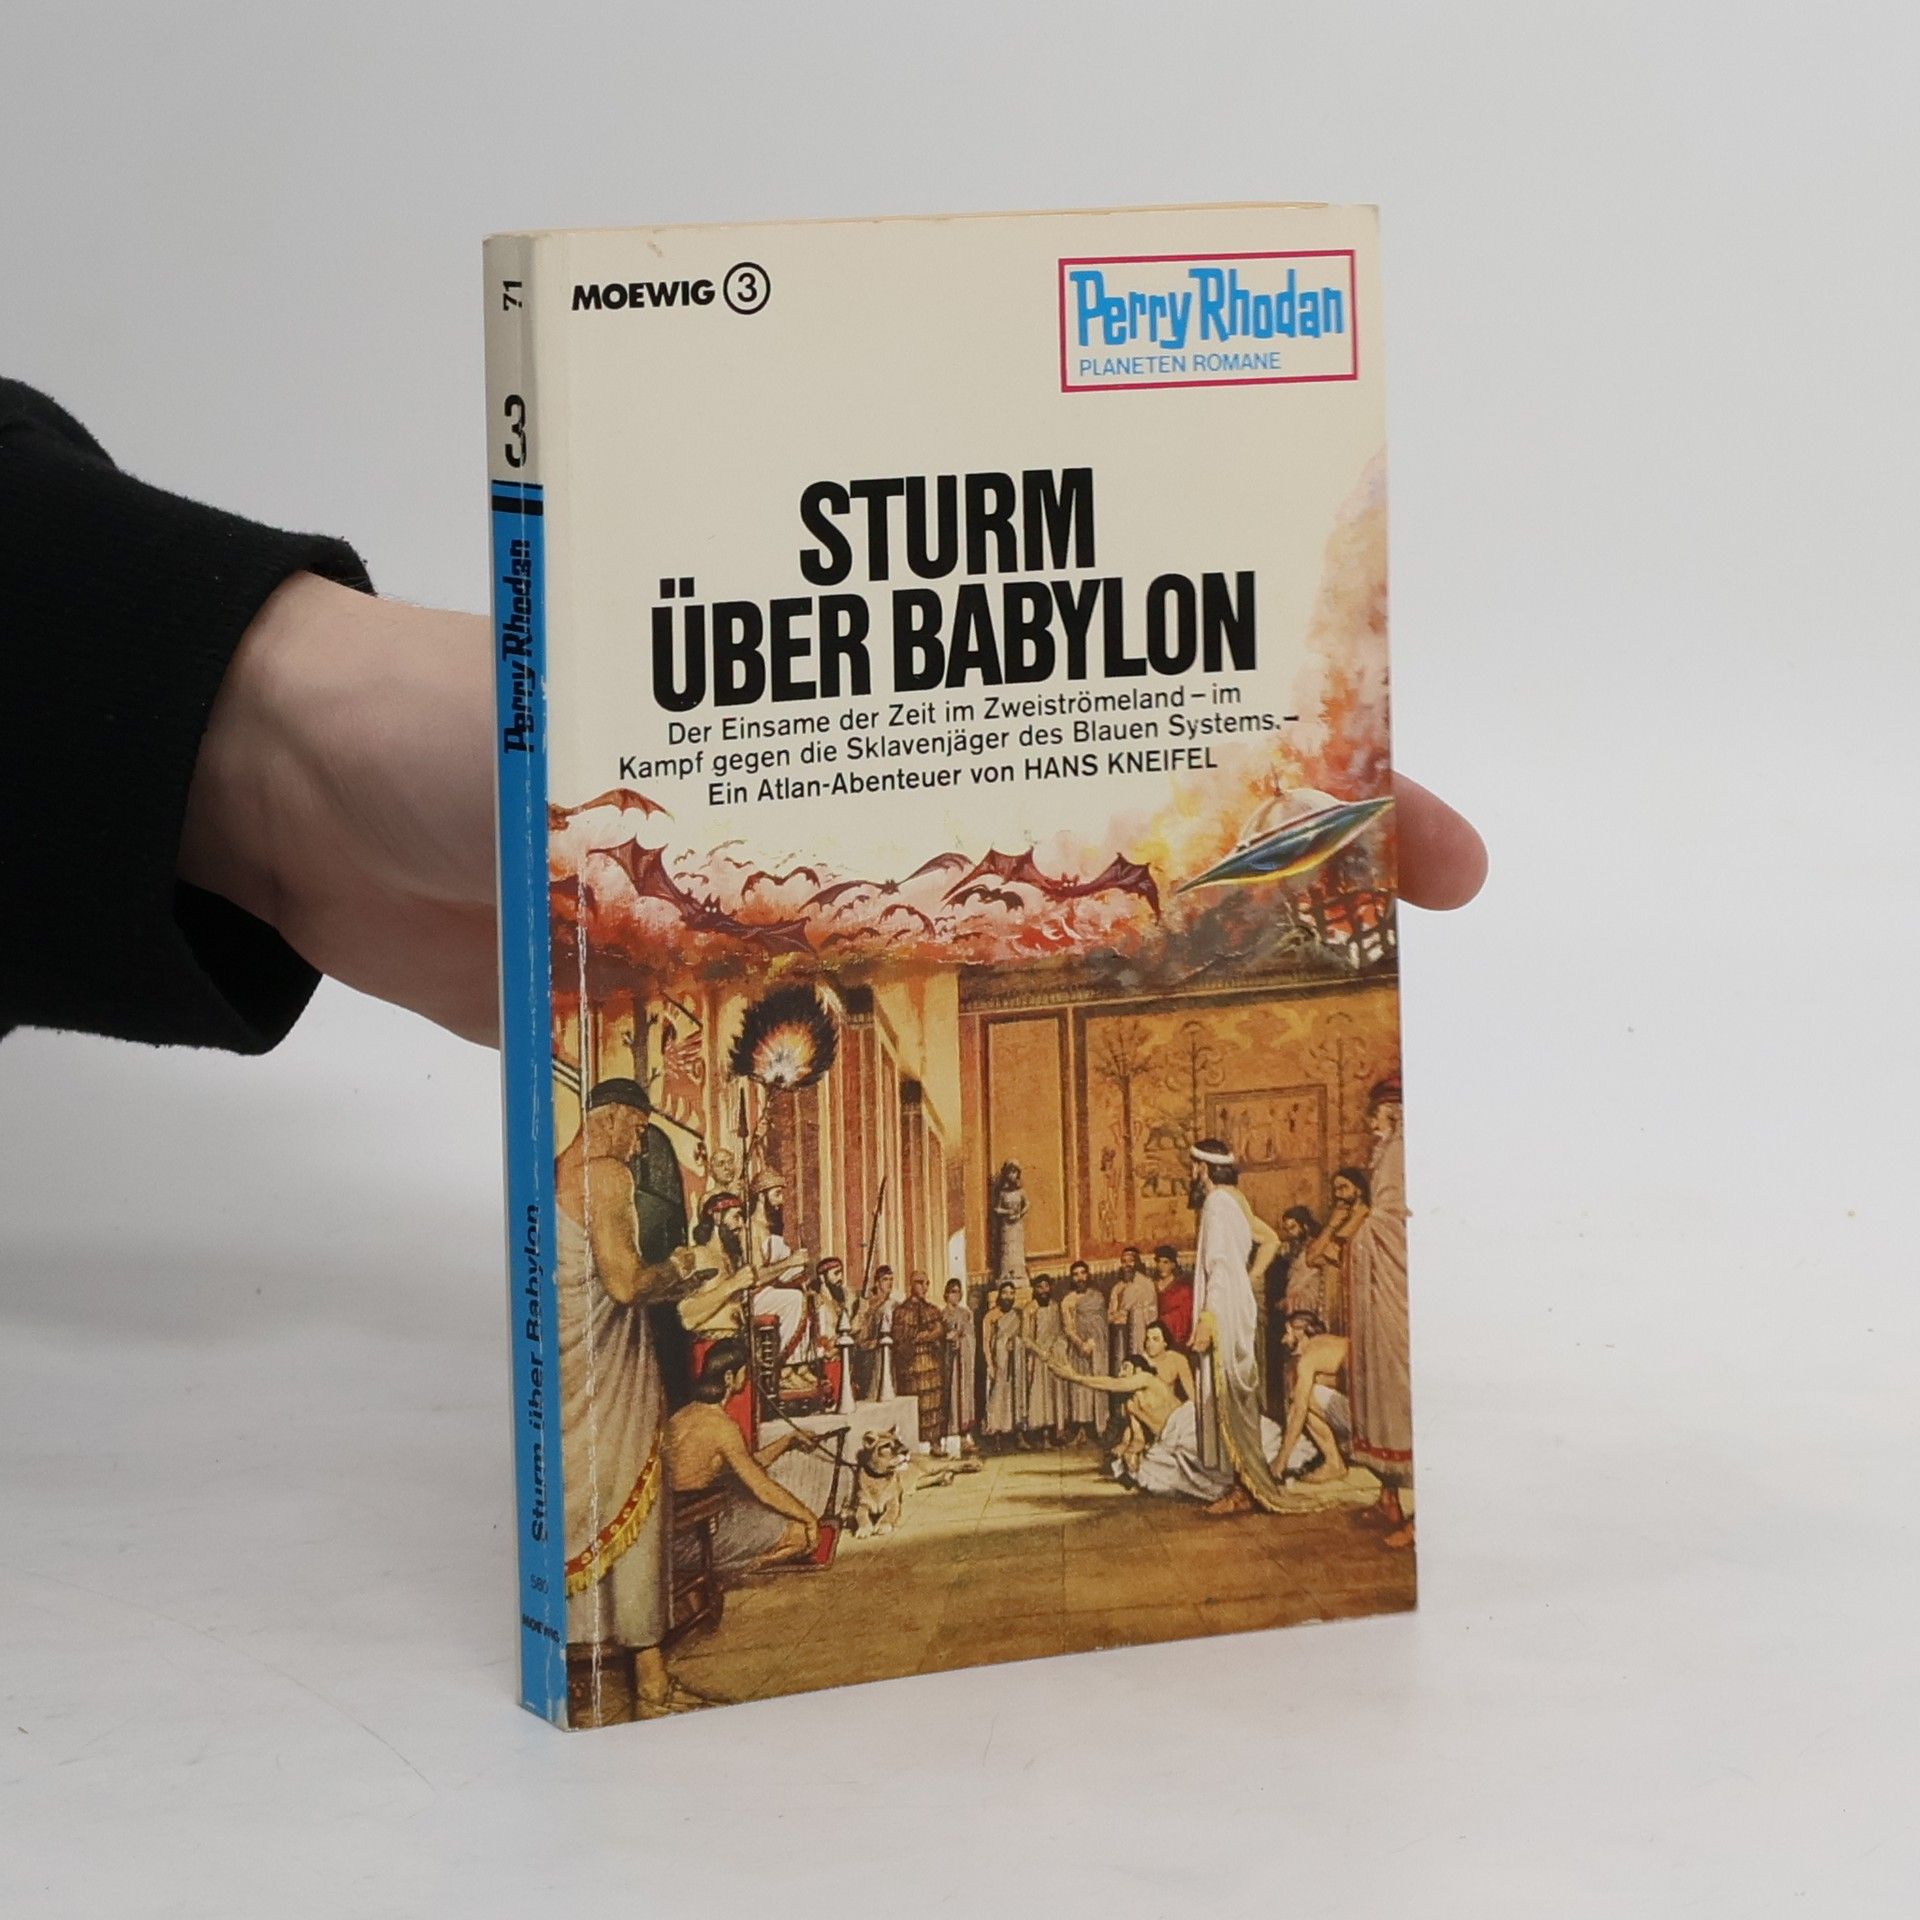 MOEWIG 3
Perry Rhodan
PLANETEN ROMANE
STURM
ÜBER BABYLON
Der Einsame der Zeit im Zweiströmeland – im
Kampf gegen die Sklavenjäger des Blauen Systems.–
Ein Atlan-Abenteuer von HANS KNEIFEL
71
3
Perry Rhodan
Sturm über Babylon
580
MOEWIG